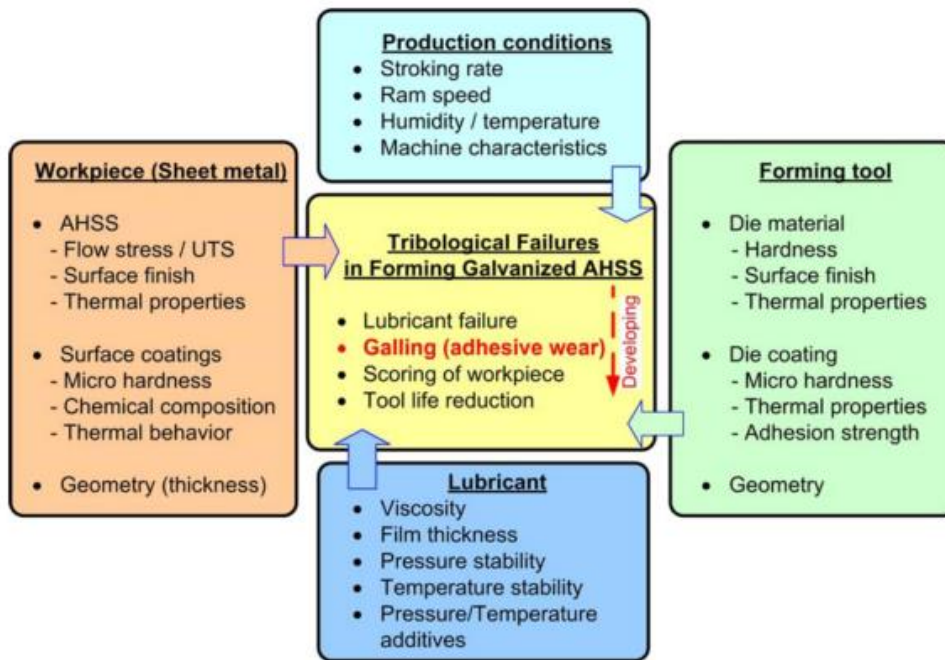 Production conditions
• Stroking rate
• Ram speed
• Humidity / temperature
• Machine characteristics
Workpiece (Sheet metal)
• AHSS
- Flow stress / UTS
- Surface finish
- Thermal properties
• Surface coatings
- Micro hardness
- Chemical composition
- Thermal behavior
• Geometry (thickness)
Tribological Failures
in Forming Galvanized AHSS
• Lubricant failure
• Galling (adhesive wear)
• Scoring of workpiece
• Tool life reduction
Developing
Forming tool
• Die material
- Hardness
- Surface finish
- Thermal properties
• Die coating
- Micro hardness
- Thermal properties
- Adhesion strength
• Geometry
Lubricant
• Viscosity
• Film thickness
• Pressure stability
• Temperature stability
• Pressure/Temperature
additives